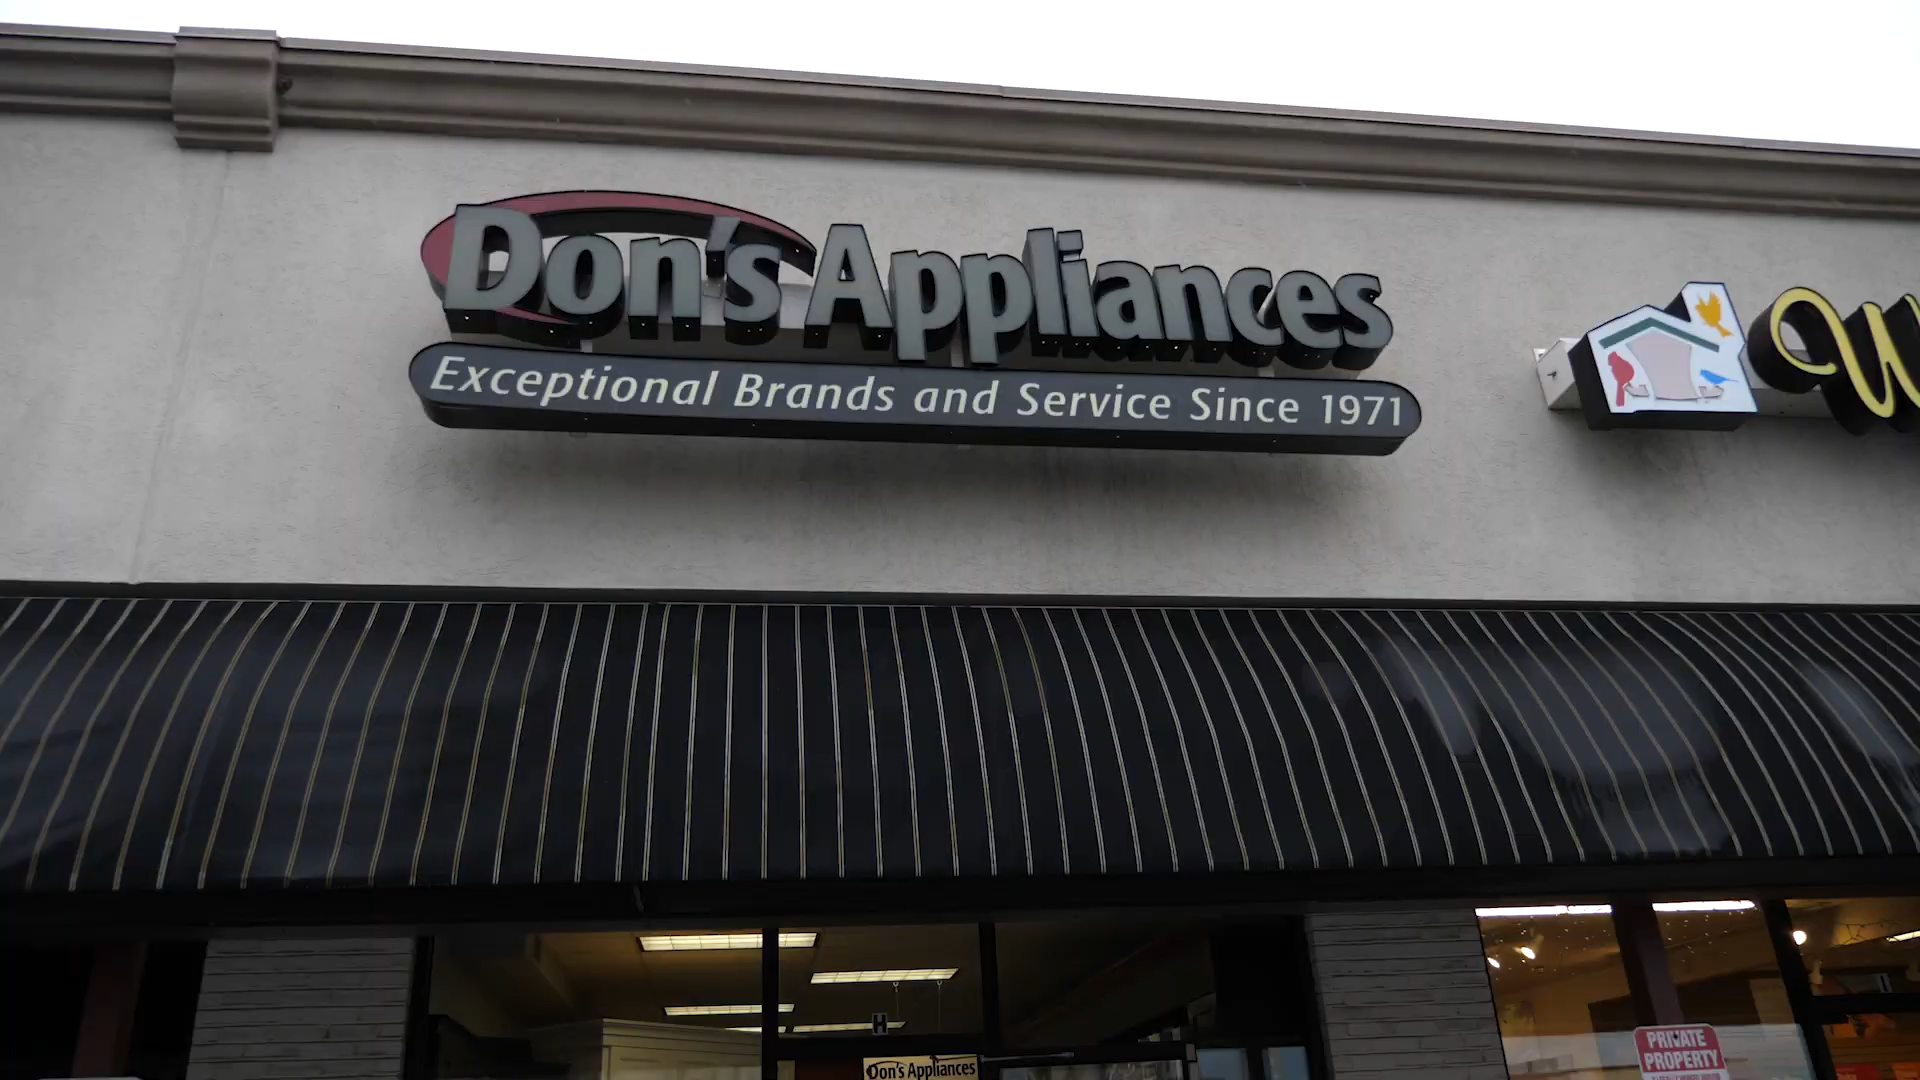 Don's Appliances
Exceptional Brands and Service Since 1971
W
H
Don's Appliances
I
PRIVATE
PROPERTY